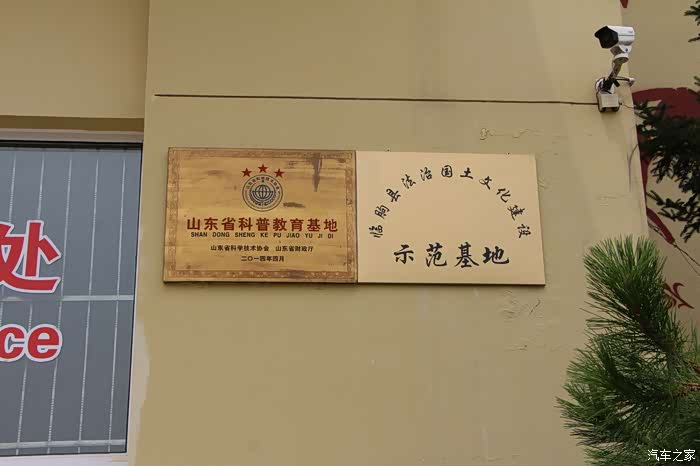 处
ce
山东省科普教育基地
SHAN DONG SHENG KE PU JIAO YU JI DI
山东省科学技术协会 山东省财政厅
二〇一四年四月
临朐县法治国土文化建设
示范基地
汽车之家